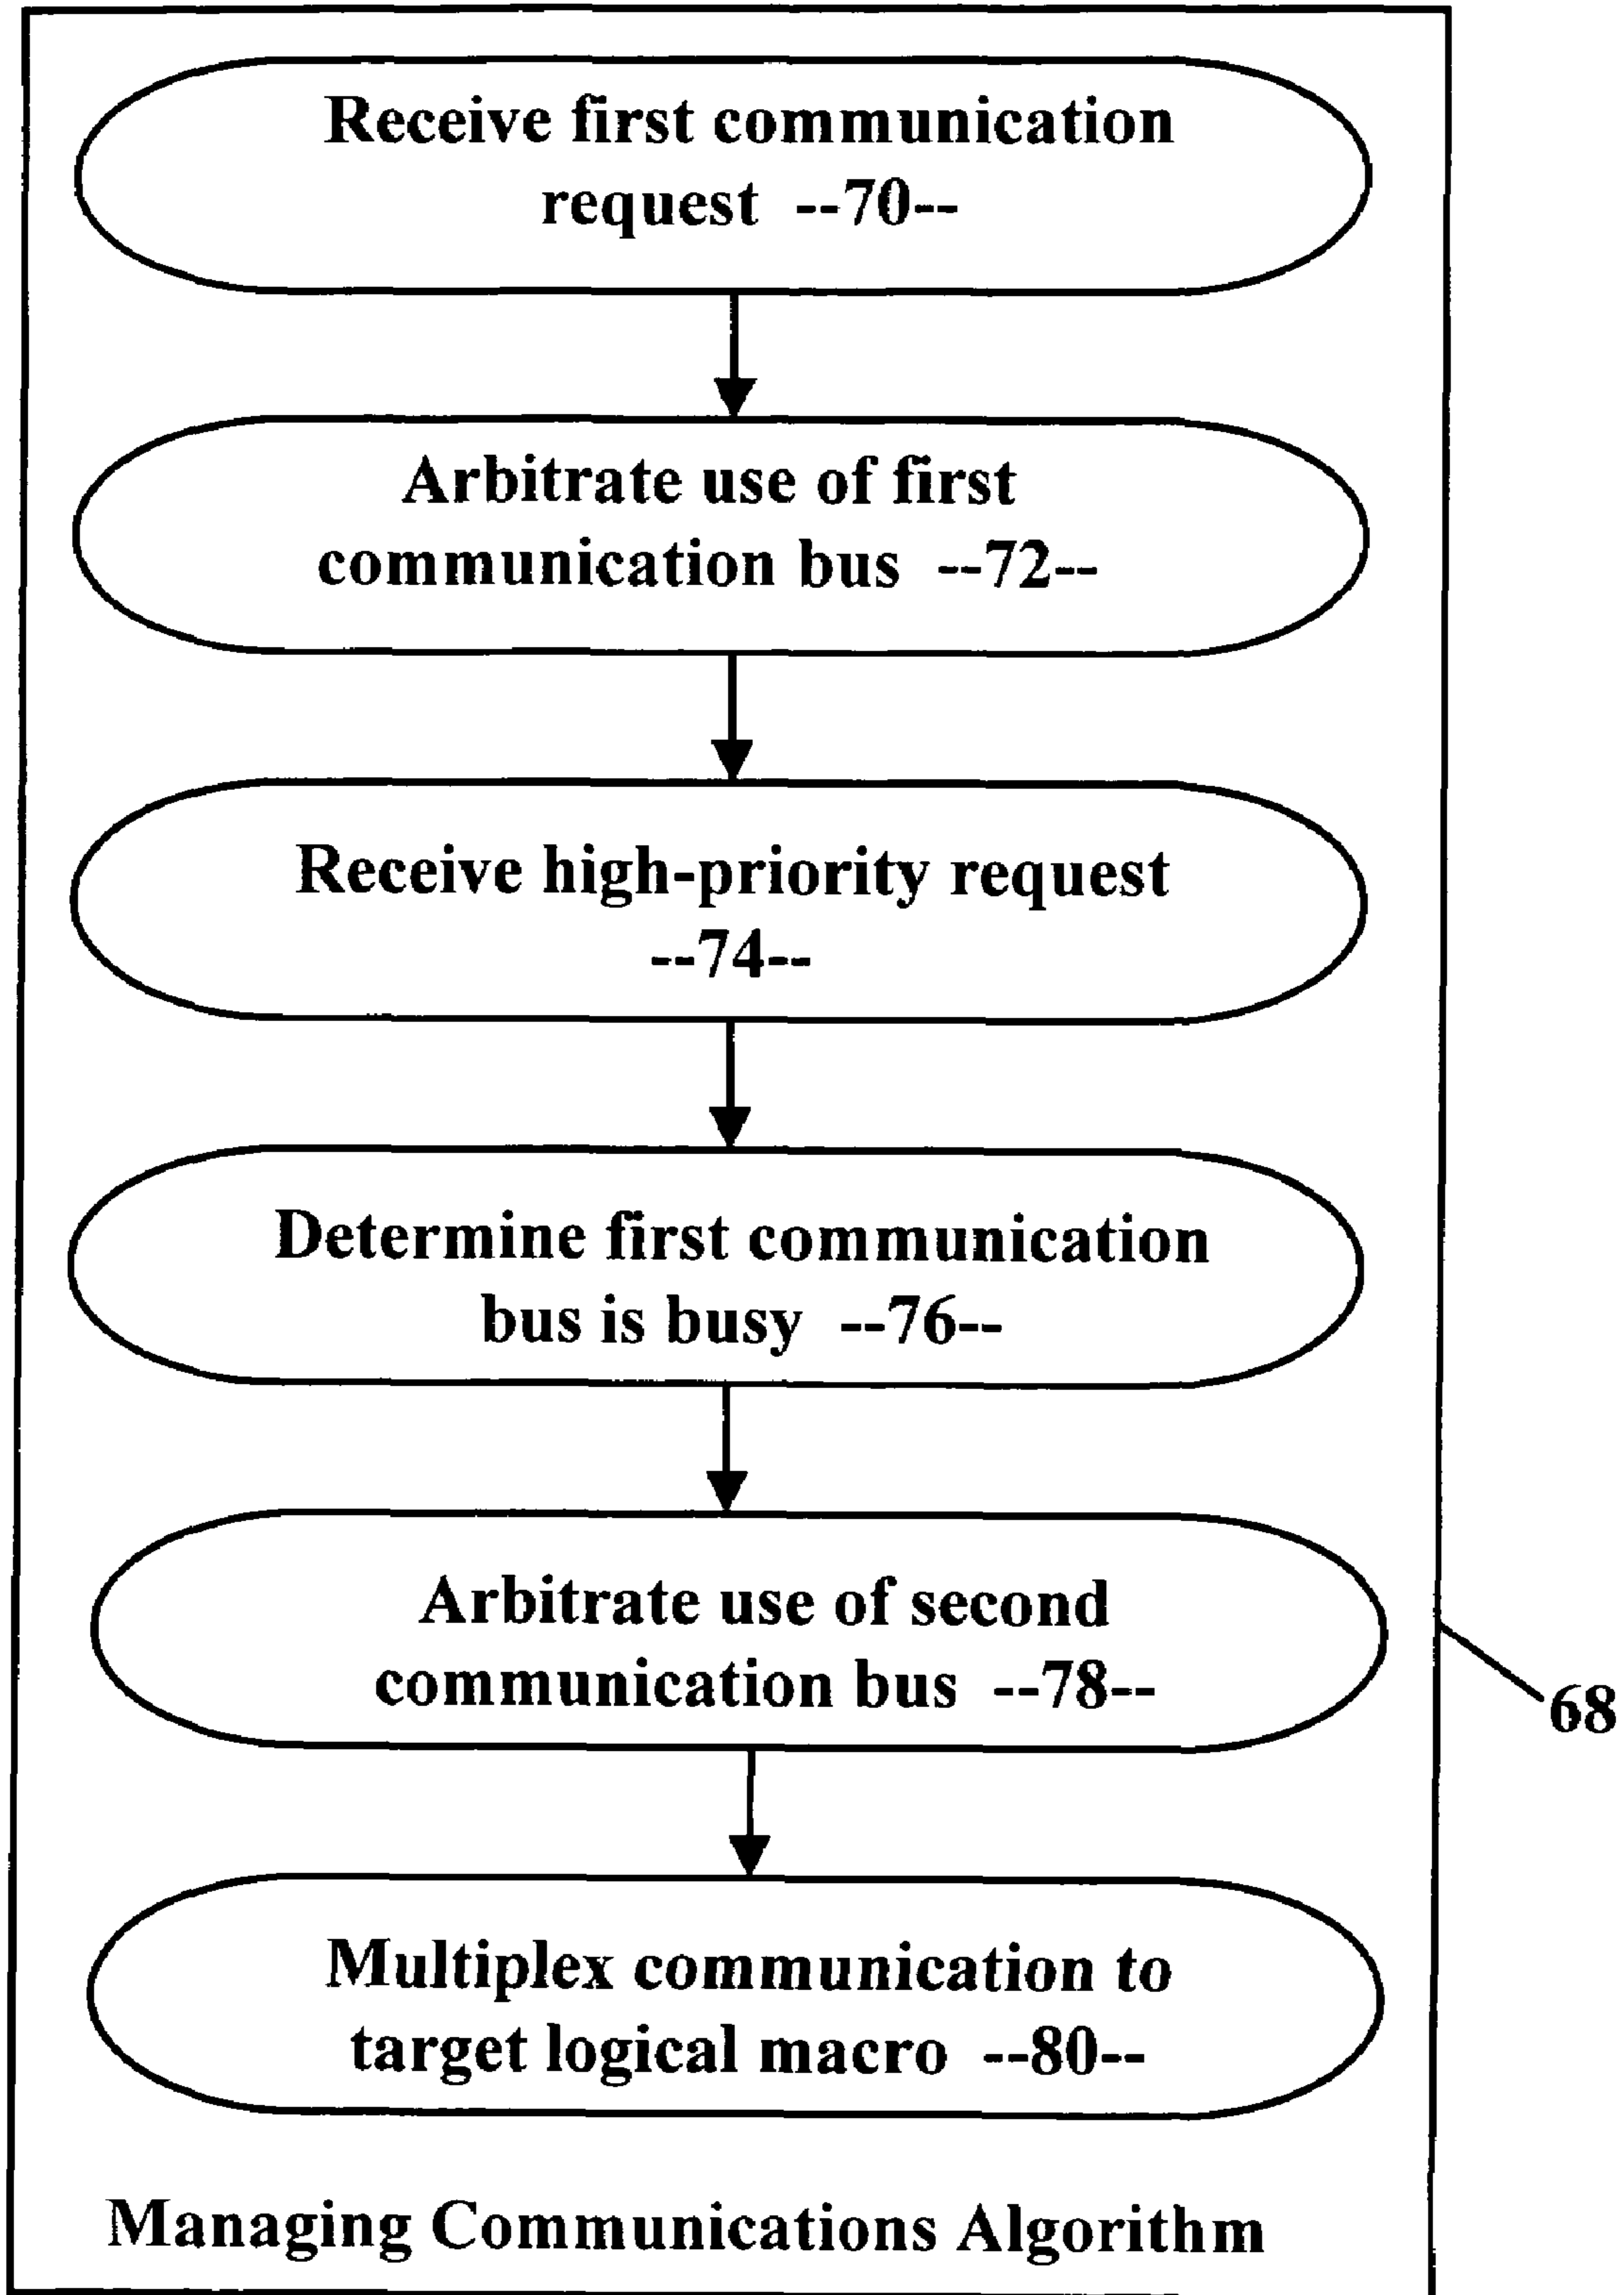 Receive first communication
request --70--
Arbitrate use of first
communication bus --72--
Receive high-priority request
--74--
Determine first communication
bus is busy --76--
Arbitrate use of second
communication bus --78--
68
Multiplex communication to
target logical macro --80--
Managing Communications Algorithm